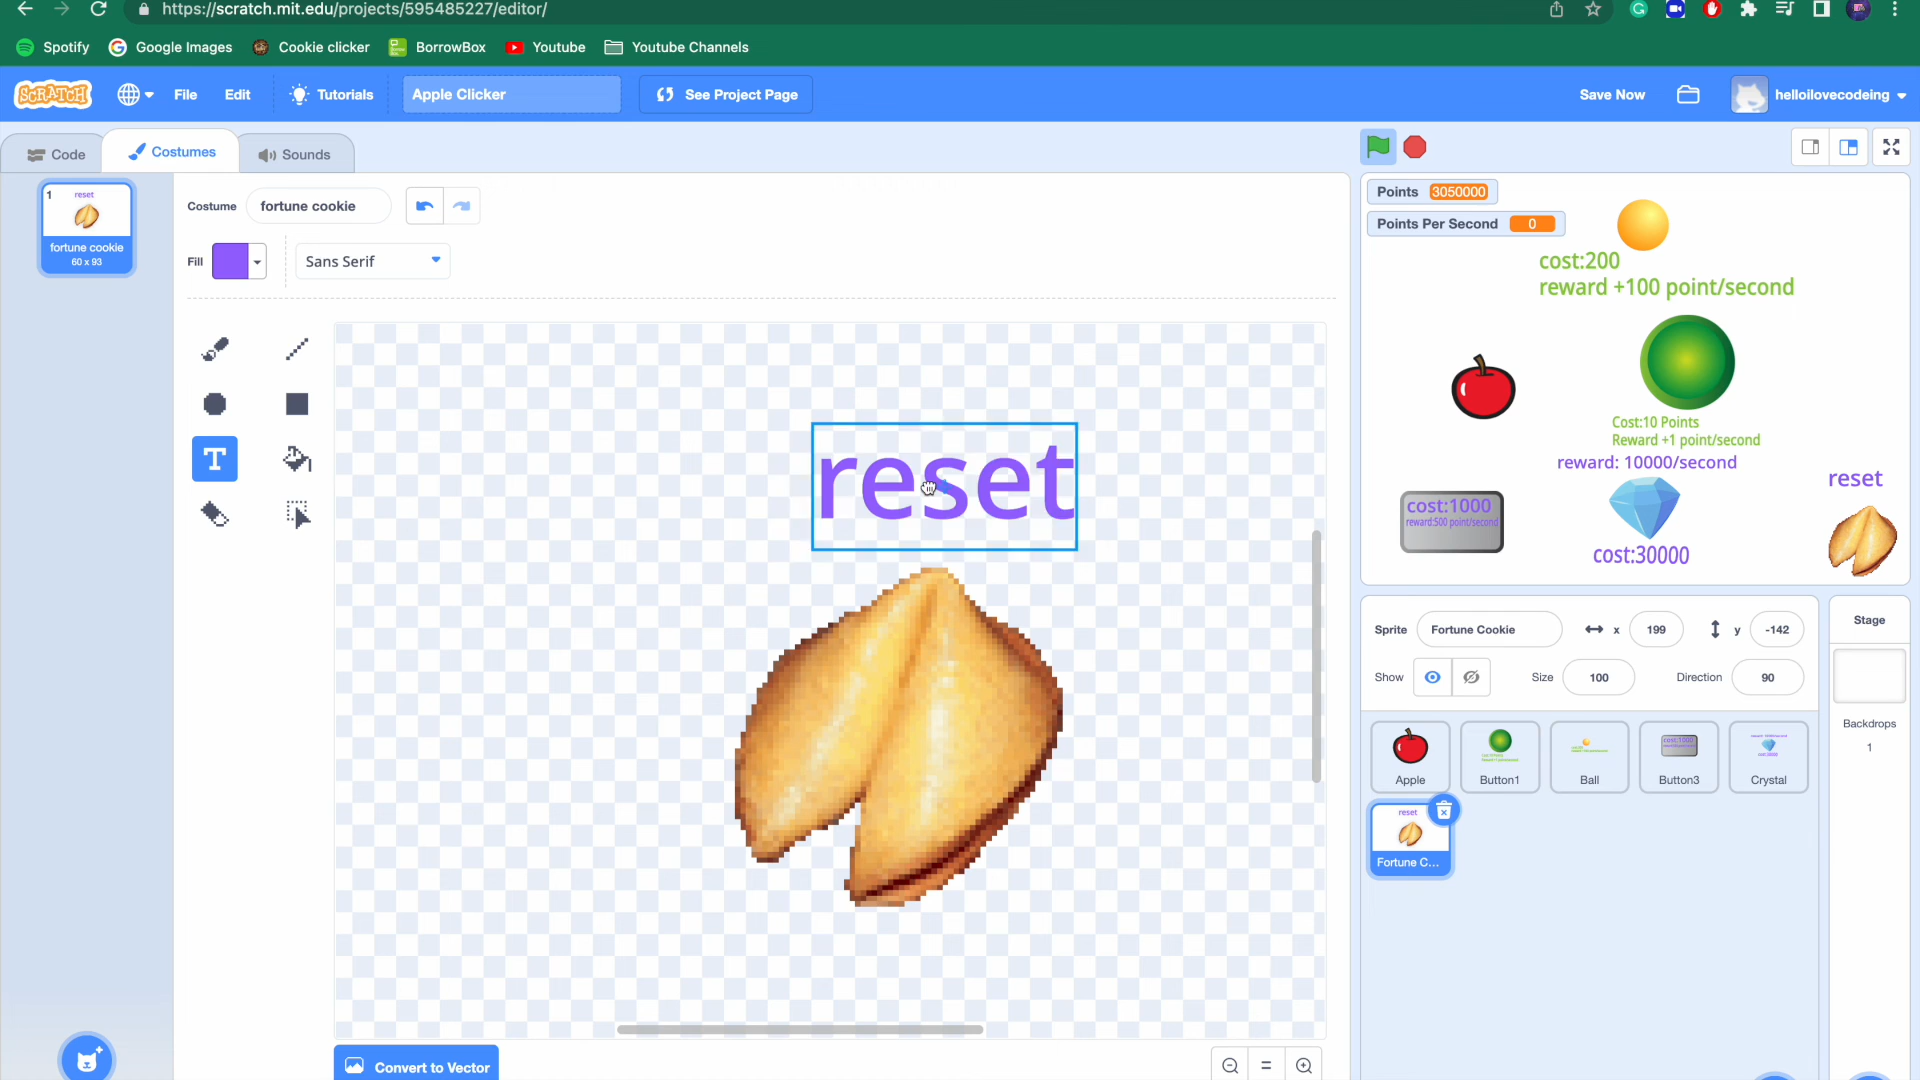 https://scratch.mit.edu/projects/595485227/editor/
Spotify
Google Images
Cookie clicker
BorrowBox
Youtube
Youtube Channels
SCRATCH
File
Edit
Tutorials
Apple Clicker
See Project Page
Save Now
helloilovecodeing
Code
Costumes
Sounds
1
reset
fortune cookie
60 x 93
Costume
fortune cookie
Fill
Sans Serif
T
reset
Convert to Vector
Points 3050000
Points Per Second 0
cost:200
reward +100 point/second
Cost:10 Points
Reward +1 point/second
reward: 10000/second
cost:1000
reward:500 point/second
cost:30000
reset
Sprite
Fortune Cookie
x
199
y
-142
Show
Size
100
Direction
90
Stage
Backdrops
1
Apple
Button1
Ball
cost:1000
Button3
Crystal
reset
Fortune C...